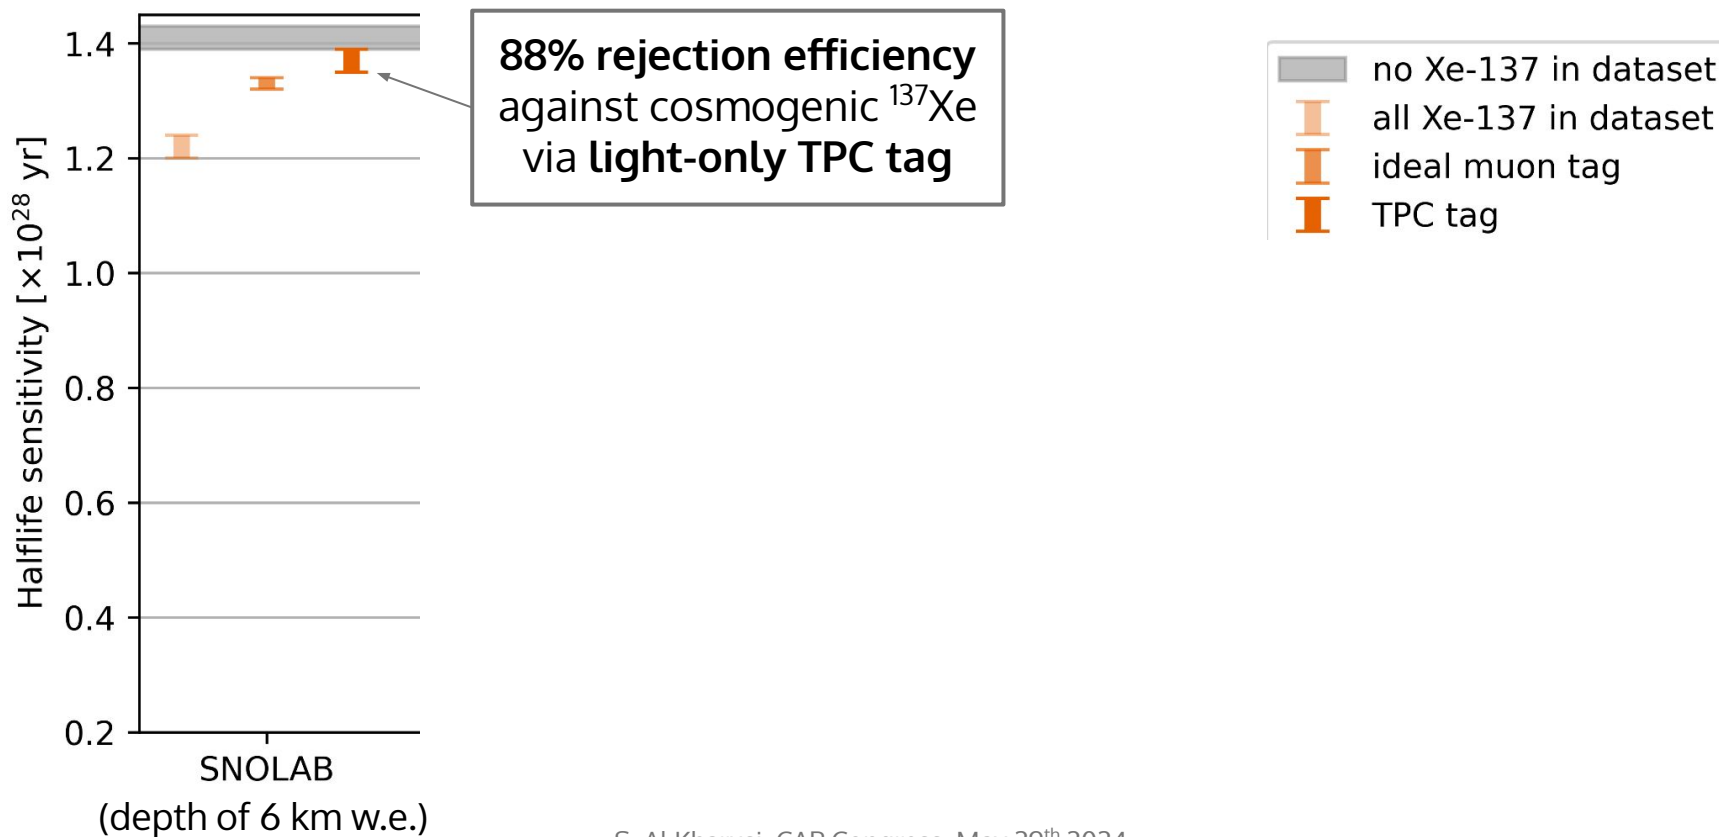 88% rejection efficiency
against cosmogenic ¹³⁷Xe
via light-only TPC tag
no Xe-137 in dataset
all Xe-137 in dataset
ideal muon tag
TPC tag
Halflife sensitivity [×10²⁸ yr]
1.4
1.2
1.0
0.8
0.6
0.4
0.2
SNOLAB
(depth of 6 km w.e.)